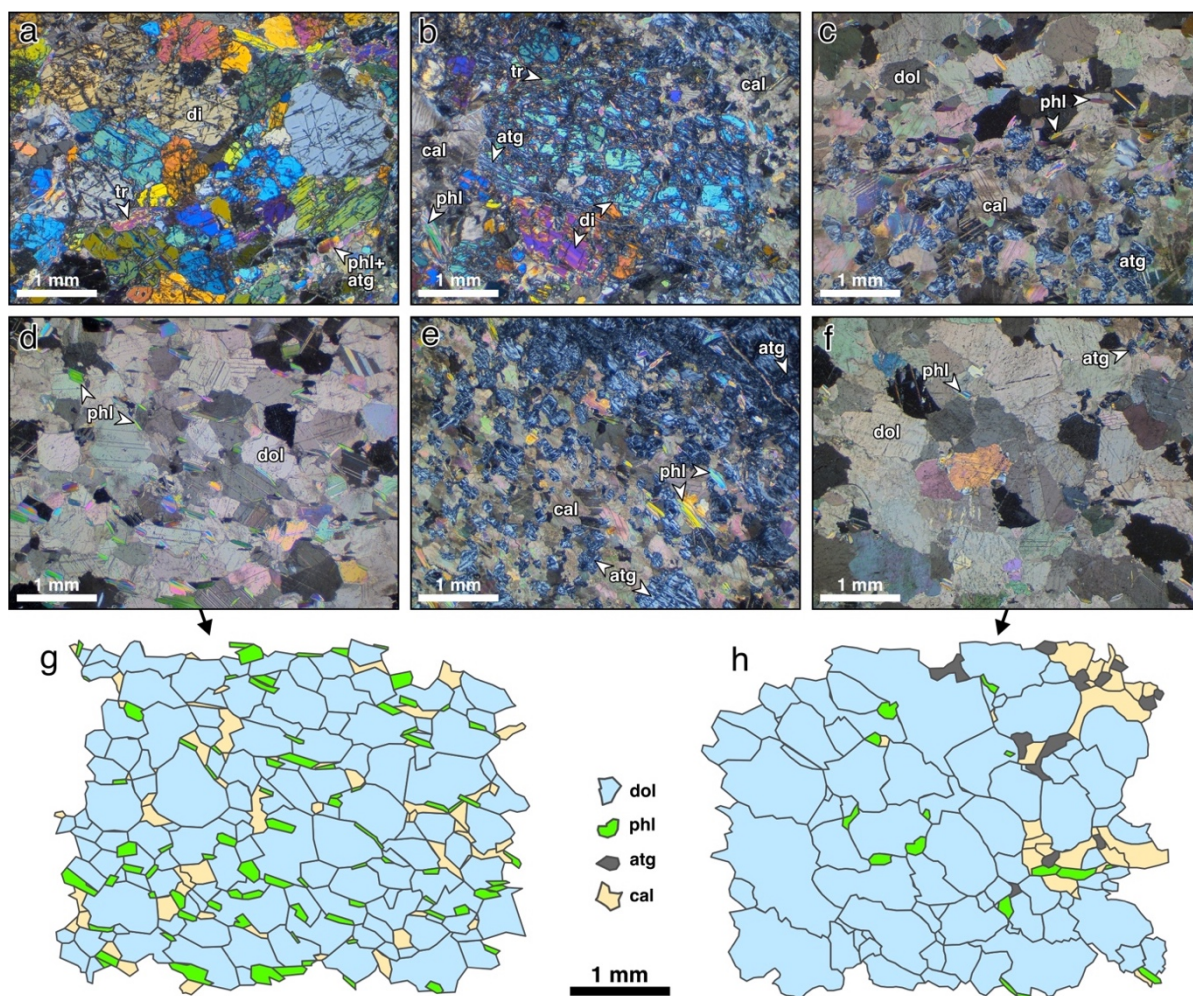 a
di
tr
phl+
atg
1 mm
b
tr
cal
atg
cal
phl
di
1 mm
c
dol
phl
cal
atg
1 mm
d
phl
dol
1 mm
e
atg
phl
cal
atg
1 mm
f
atg
phl
dol
1 mm
g
h
dol
phl
atg
cal
1 mm